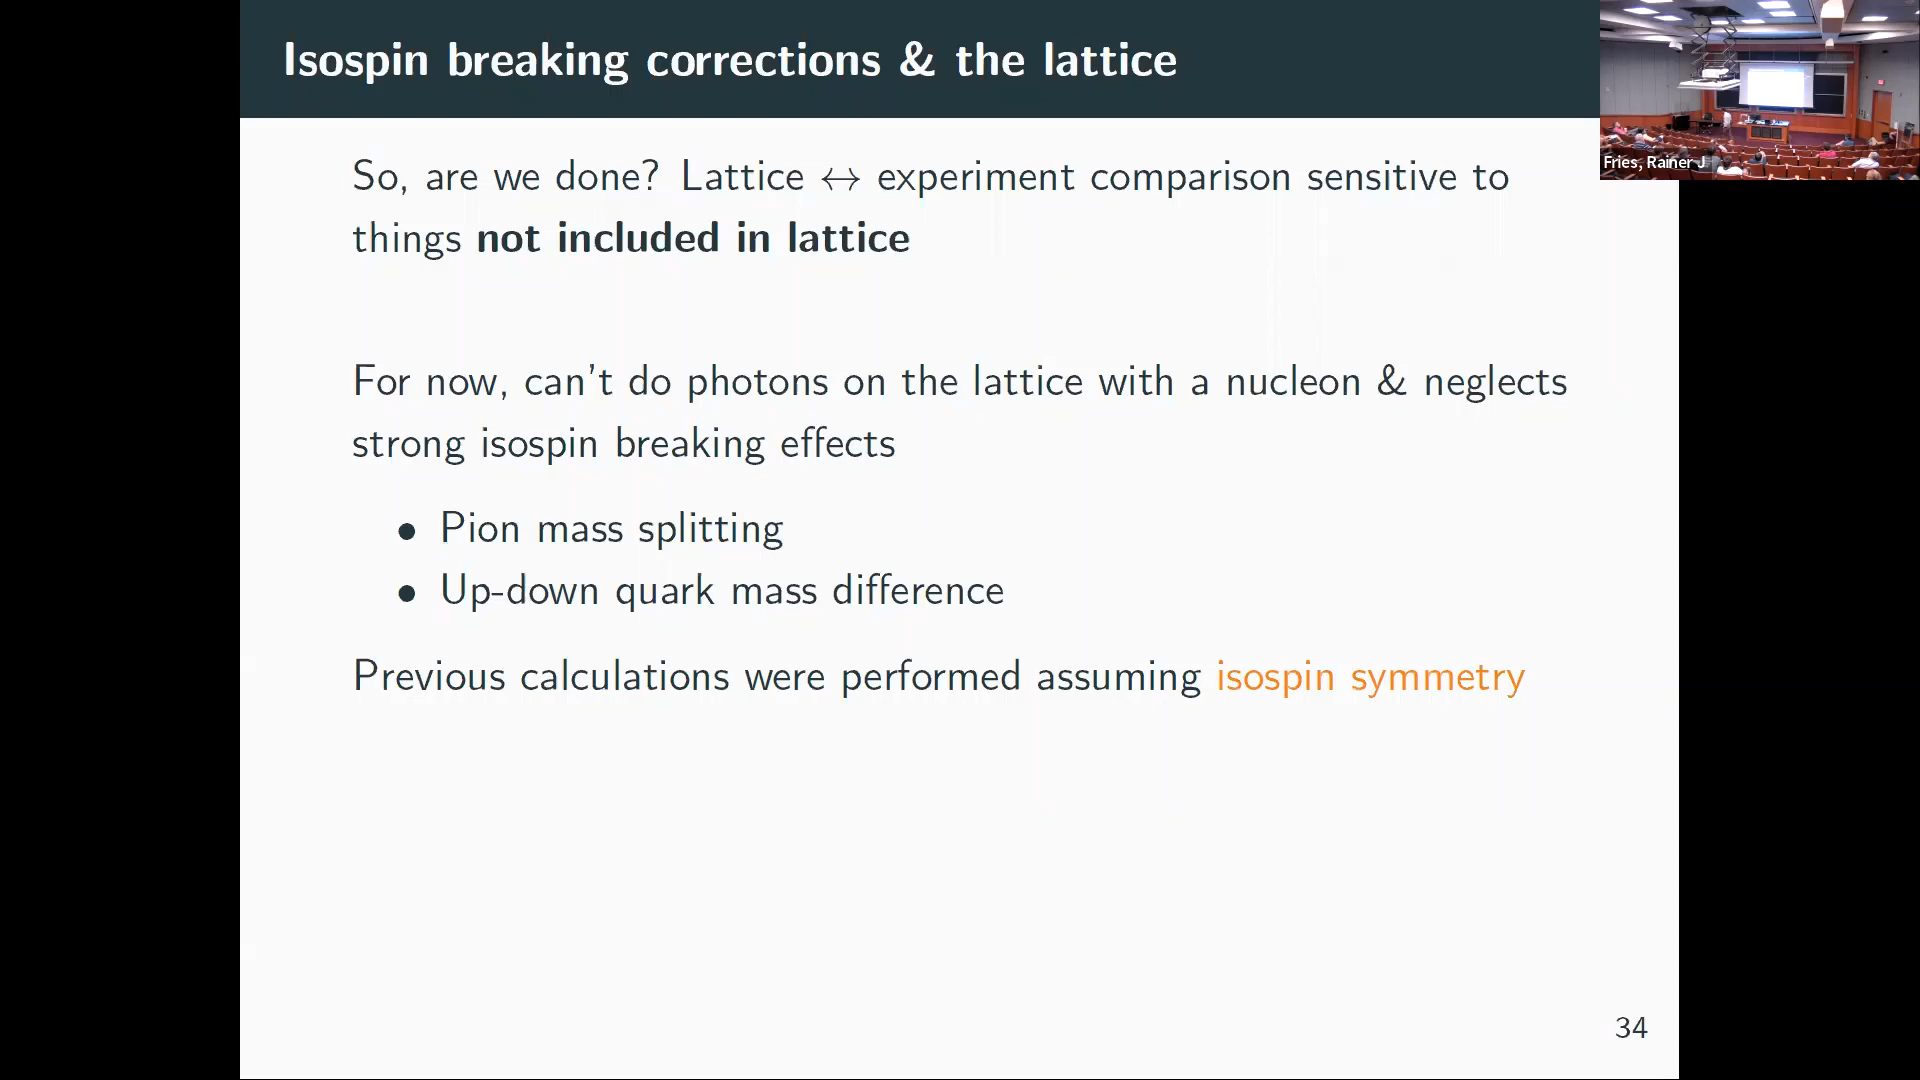 Isospin breaking corrections & the lattice
So, are we done? Lattice ↔ experiment comparison sensitive to
things not included in lattice
For now, can't do photons on the lattice with a nucleon & neglects
strong isospin breaking effects
• Pion mass splitting
• Up-down quark mass difference
Previous calculations were performed assuming isospin symmetry
34
Fries, Rainer J